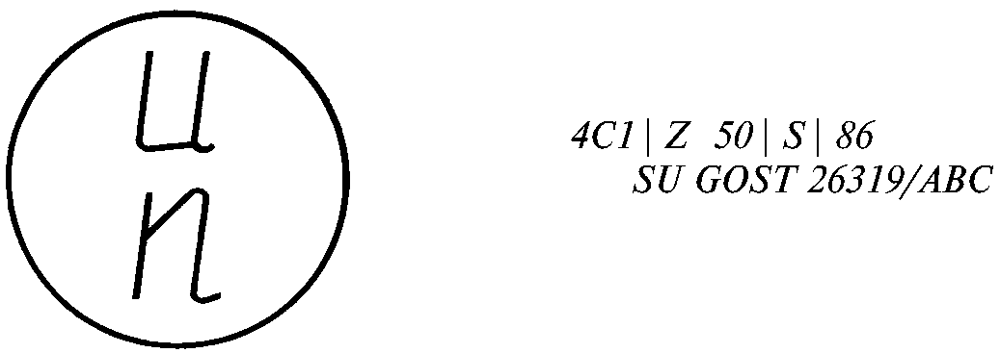 и
п
4C1 | Z 50 | S | 86
SU GOST 26319/ABC